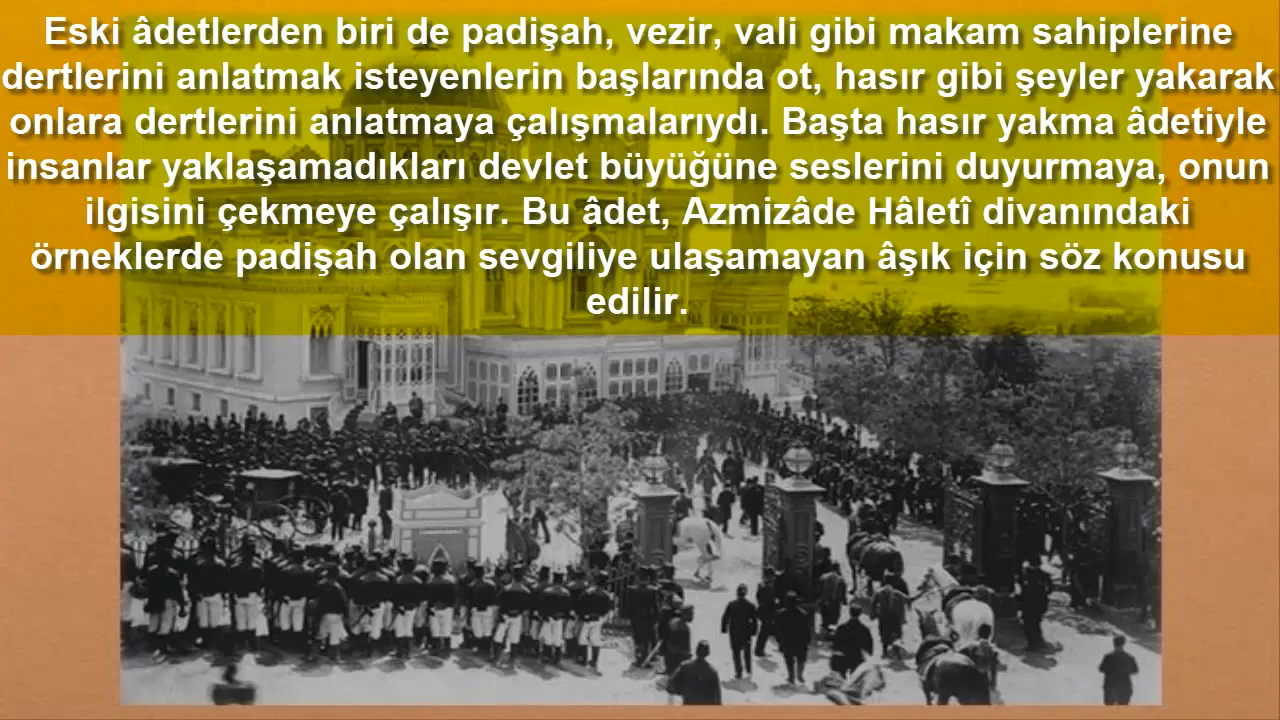 Eski âdetlerden biri de padişah, vezir, vali gibi makam sahiplerine
dertlerini anlatmak isteyenlerin başlarında ot, hasır gibi şeyler yakarak
onlara dertlerini anlatmaya çalışmalarıydı. Başta hasır yakma âdetiyle
insanlar yaklaşamadıkları devlet büyüğüne seslerini duyurmaya, onun
ilgisini çekmeye çalışır. Bu âdet, Azmizâde Hâletî divanındaki
örneklerde padişah olan sevgiliye ulaşamayan âşık için söz konusu
edilir.